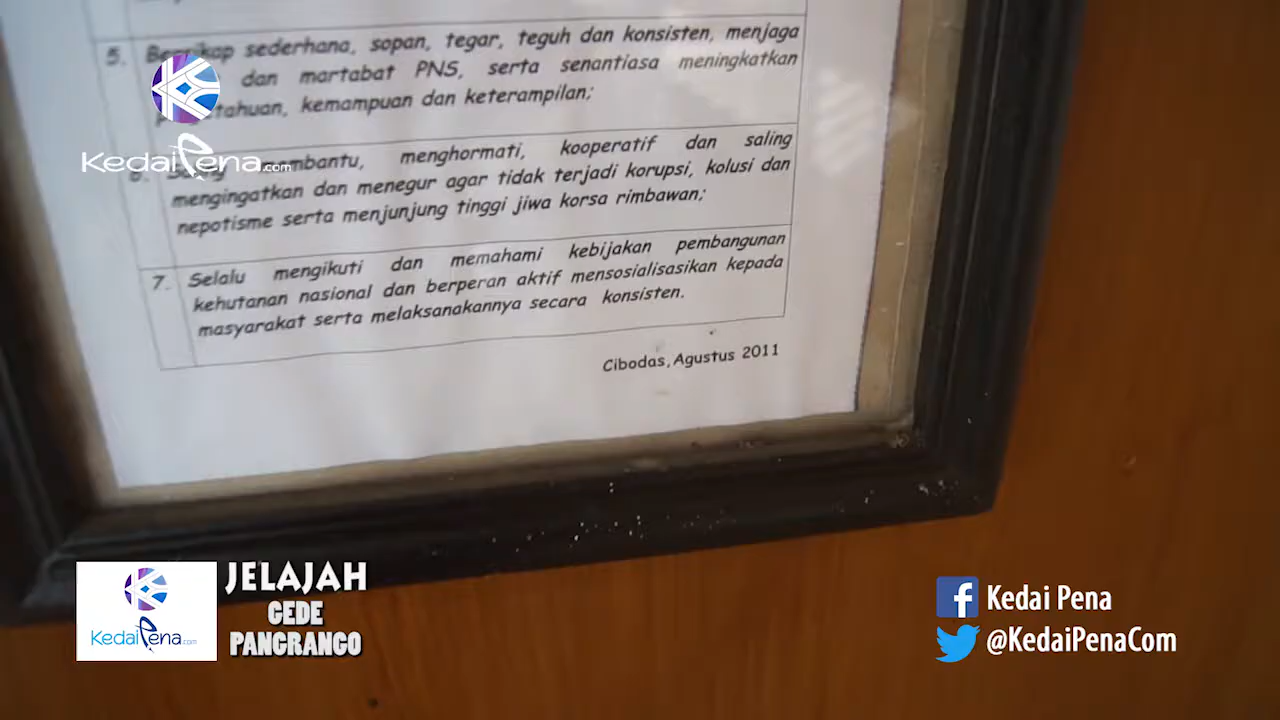 5. Bersikap sederhana, sopan, tegar, teguh dan konsisten, menjaga
dan martabat PNS, serta senantiasa meningkatkan
kemampuan dan keterampilan;
6. membantu, menghormati, kooperatif dan saling
mengingatkan dan menegur agar tidak terjadi korupsi, kolusi dan
nepotisme serta menjunjung tinggi jiwa korsa rimbawan;
7. Selalu mengikuti dan memahami kebijakan pembangunan
kehutanan nasional dan berperan aktif mensosialisasikan kepada
masyarakat serta melaksanakannya secara konsisten.
Cibodas, Agustus 2011
KedaiPena.com
KedaiPena.com
JELAJAH
GEDE
PANGRANGO
Kedai Pena
@KedaiPenaCom